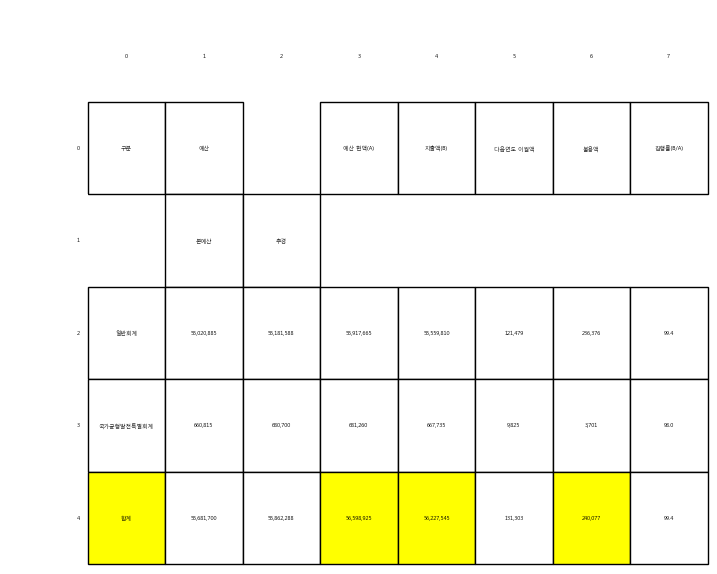 0 1 2 3 4 5 6 7
0 구분 예산 예산 현액(A) 지출액(B) 다음연도 이월액 불용액 집행률(B/A)
1 본예산 추경
2 일반회계 55,020,885 55,181,588 55,917,665 55,559,810 121,479 236,376 99.4
3 국가균형발전특별회계 660,815 680,700 681,260 667,735 9,825 3,701 98.0
4 합계 55,681,700 55,862,288 56,598,925 56,227,545 131,303 240,077 99.4